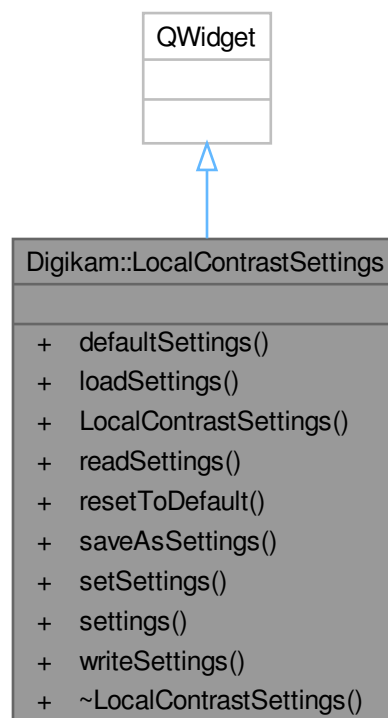 QWidget
Digikam::LocalContrastSettings
+ defaultSettings()
+ loadSettings()
+ LocalContrastSettings()
+ readSettings()
+ resetToDefault()
+ saveAsSettings()
+ setSettings()
+ settings()
+ writeSettings()
+ ~LocalContrastSettings()